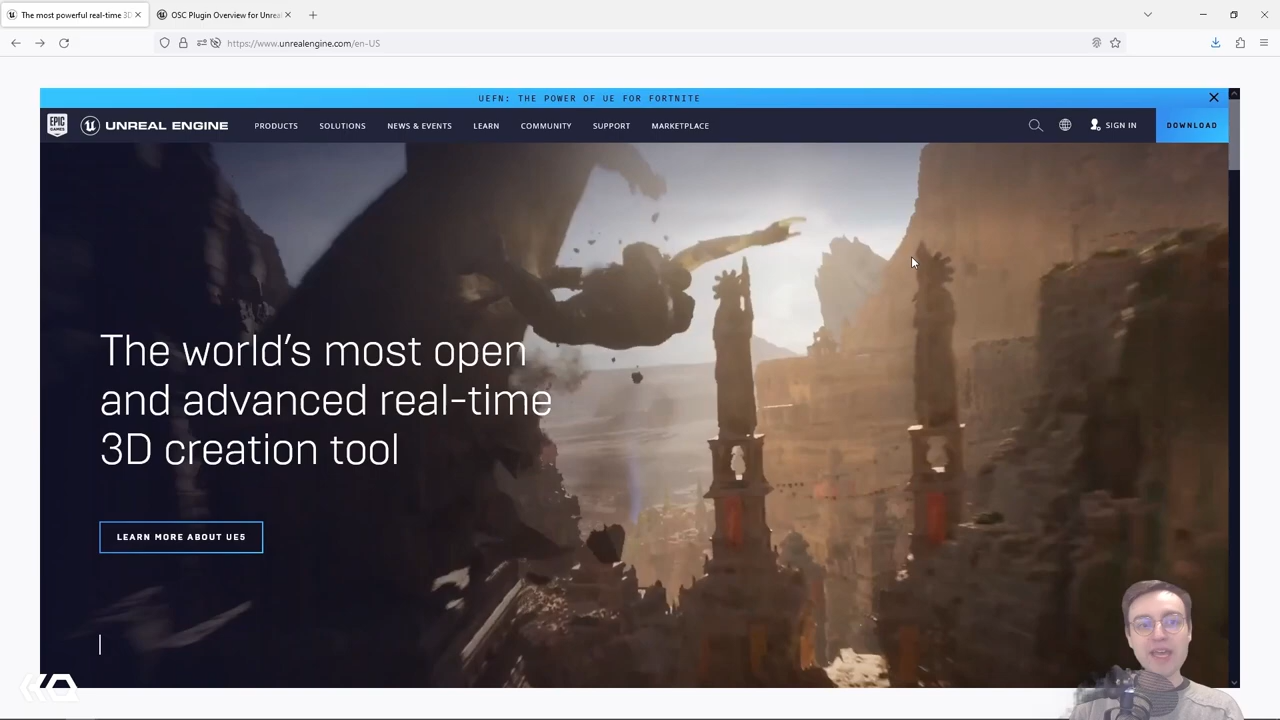 The most powerful real-time 3D
OSC Plugin Overview for Unrea
https://www.unrealengine.com/en-US
UEFN: THE POWER OF UE FOR FORTNITE
EPIC GAMES
UNREAL ENGINE
PRODUCTS
SOLUTIONS
NEWS & EVENTS
LEARN
COMMUNITY
SUPPORT
MARKETPLACE
SIGN IN
DOWNLOAD
The world's most open
and advanced real-time
3D creation tool
LEARN MORE ABOUT UE5